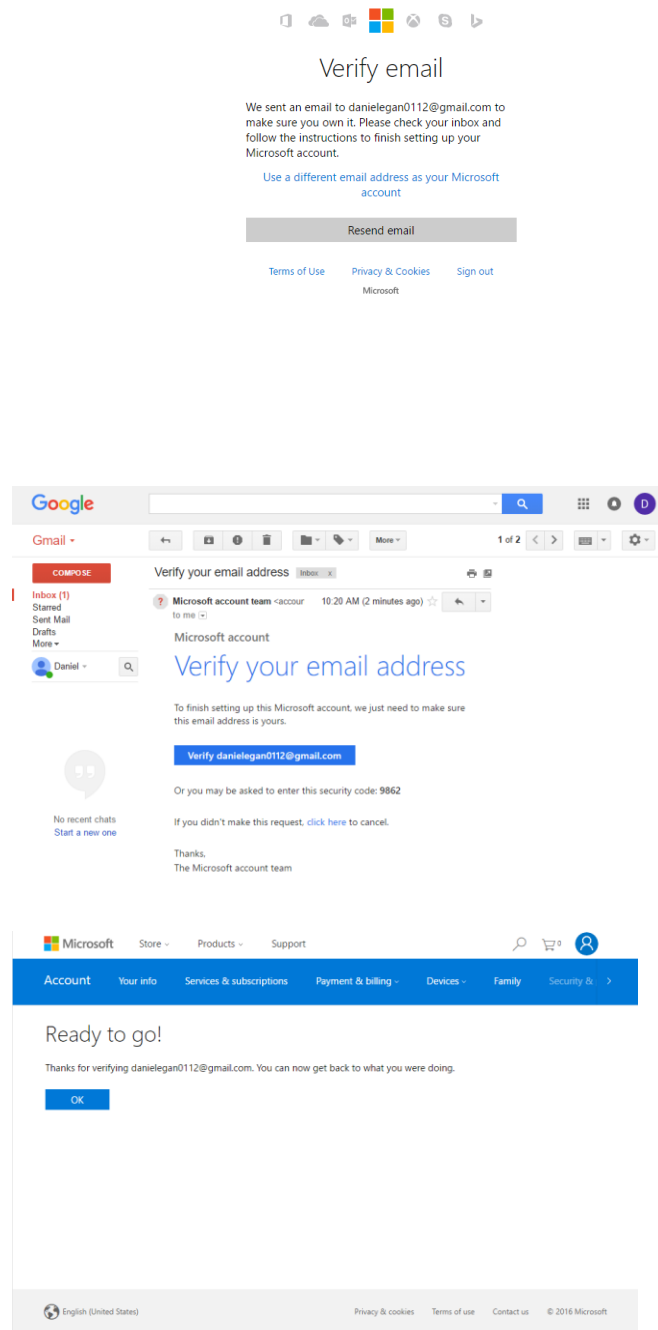 Verify email
We sent an email to danielegan0112@gmail.com to
make sure you own it. Please check your inbox and
follow the instructions to finish setting up your
Microsoft account.
Use a different email address as your Microsoft
account
Resend email
Terms of Use Privacy & Cookies Sign out
Microsoft
Google
D
Gmail
More
1 of 2
COMPOSE
Verify your email address Inbox x
Inbox (1)
Starred
Sent Mail
Drafts
More
Microsoft account team <accour 10:20 AM (2 minutes ago)
to me
Daniel
Microsoft account
Verify your email address
To finish setting up this Microsoft account, we just need to make sure
this email address is yours.
Verify danielegan0112@gmail.com
Or you may be asked to enter this security code: 9862
No recent chats
Start a new one
If you didn't make this request, click here to cancel.
Thanks,
The Microsoft account team
Microsoft Store Products Support 0
Account Your info Services & subscriptions Payment & billing Devices Family Security &
Ready to go!
Thanks for verifying danielegan0112@gmail.com. You can now get back to what you were doing.
OK
English (United States) Privacy & cookies Terms of use Contact us © 2016 Microsoft